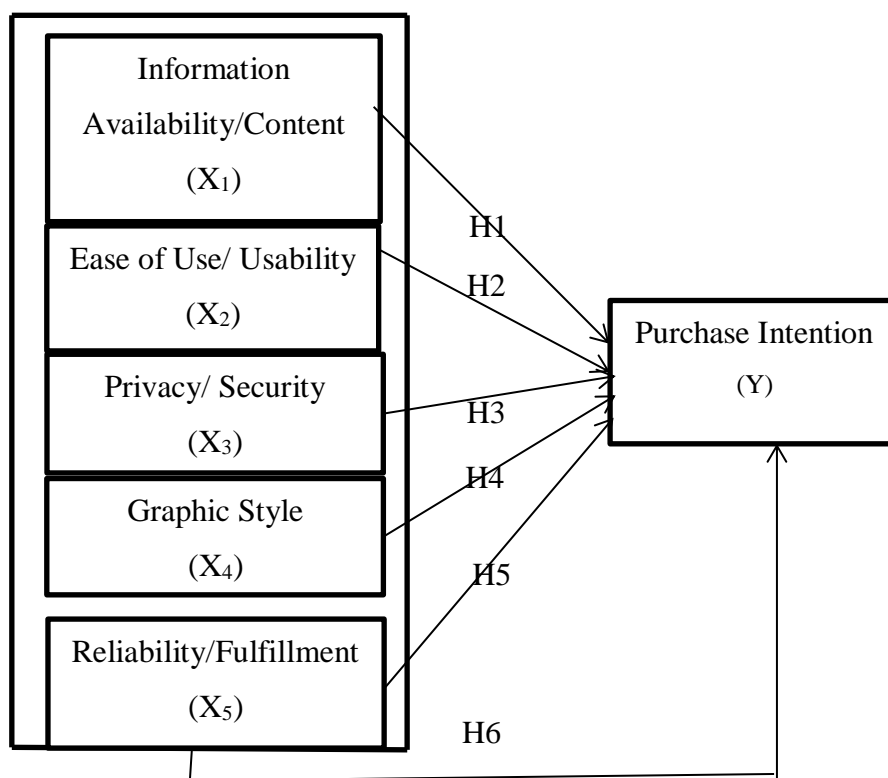 Information
Availability/Content
(X₁)
Ease of Use/ Usability
(X₂)
Privacy/ Security
(X₃)
Graphic Style
(X₄)
Reliability/Fulfillment
(X₅)
H1
H2
H3
H4
H5
H6
Purchase Intention
(Y)